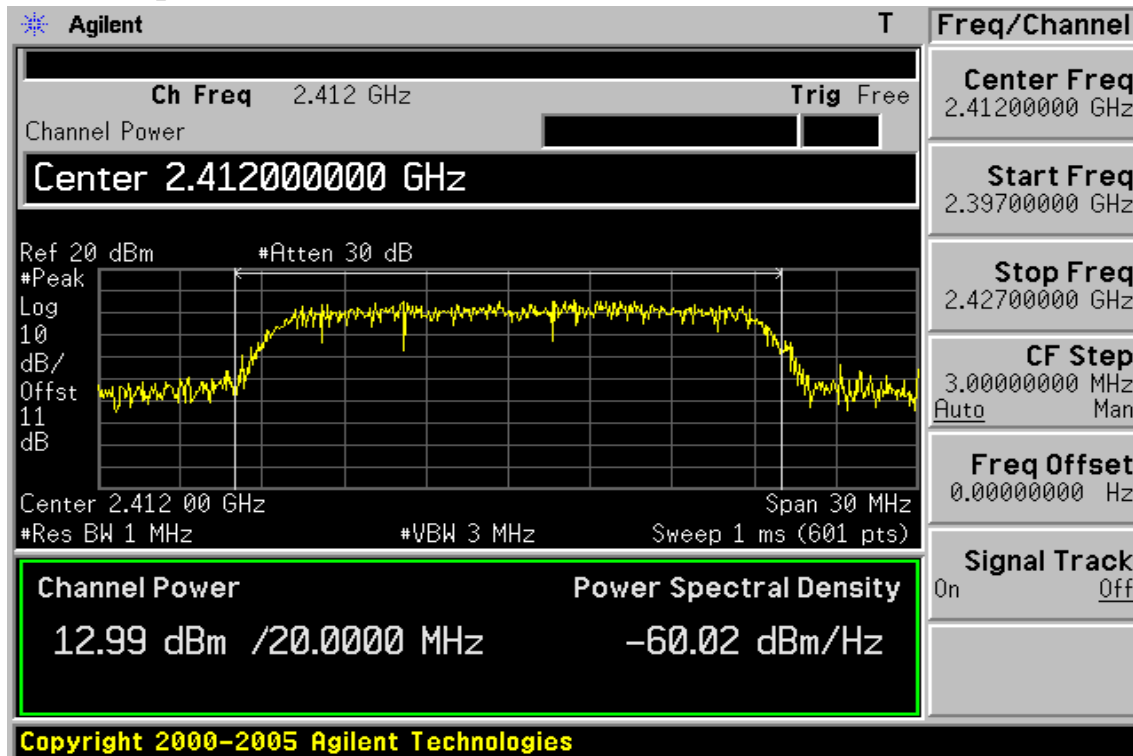 Agilent T
Ch Freq 2.412 GHz Trig Free
Channel Power
Center 2.412000000 GHz
Ref 20 dBm #Atten 30 dB
#Peak
Log
10
dB/
Offst
11
dB
Center 2.412 00 GHz Span 30 MHz
#Res BW 1 MHz #VBW 3 MHz Sweep 1 ms (601 pts)
Channel Power Power Spectral Density
12.99 dBm /20.0000 MHz -60.02 dBm/Hz
Copyright 2000-2005 Agilent Technologies
Freq/Channel
Center Freq
2.41200000 GHz
Start Freq
2.39700000 GHz
Stop Freq
2.42700000 GHz
CF Step
3.00000000 MHz
Auto Man
Freq Offset
0.00000000 Hz
Signal Track
On Off